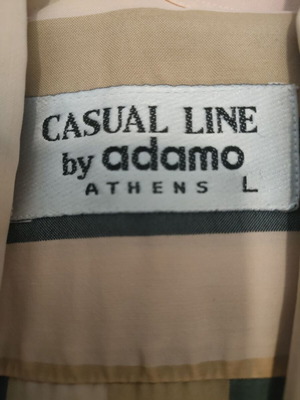 CASUAL LINE
by adamo
ATHENS L